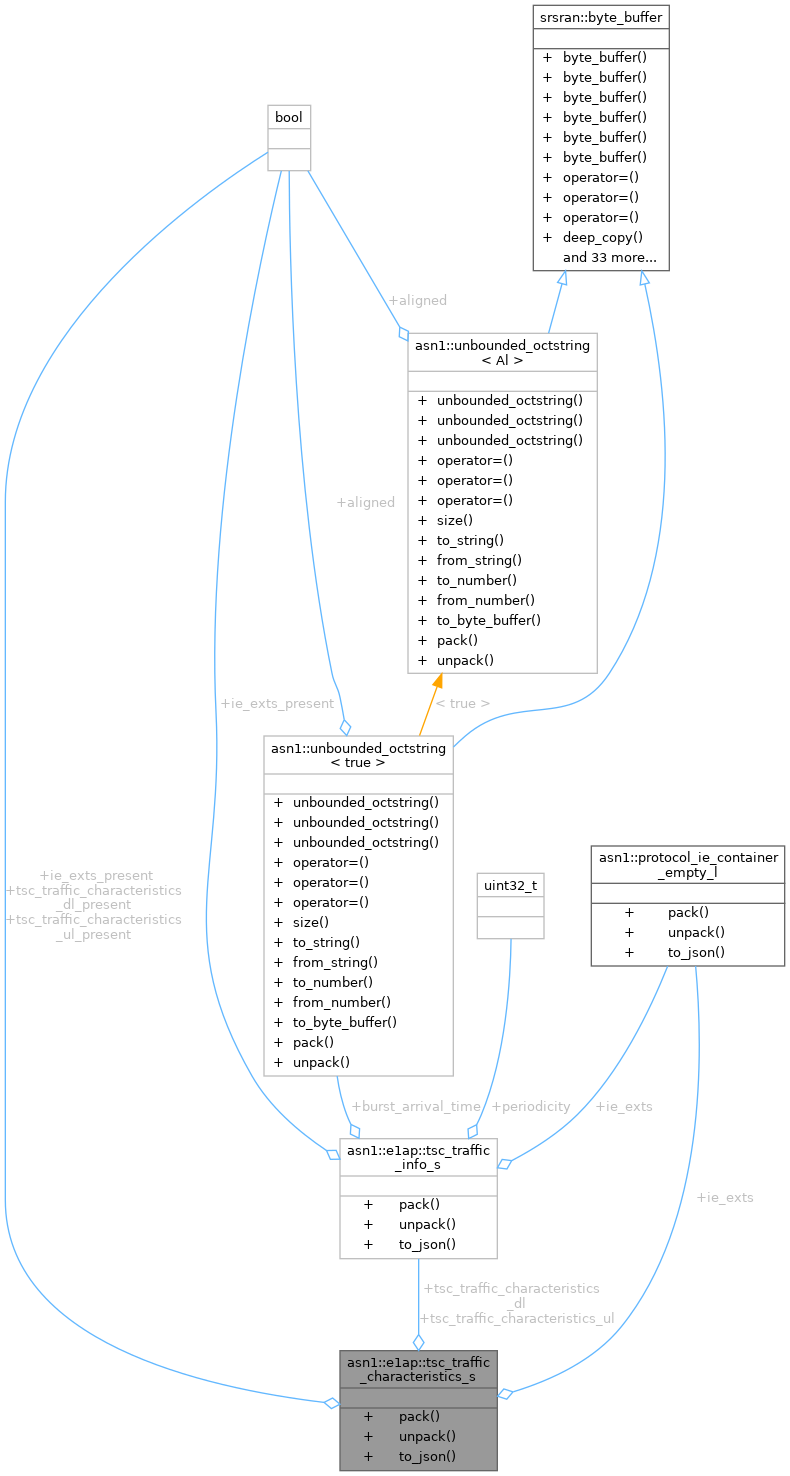 srsran::byte_buffer
+ byte_buffer()
+ byte_buffer()
+ byte_buffer()
+ byte_buffer()
+ byte_buffer()
+ byte_buffer()
+ operator=()
+ operator=()
+ operator=()
+ deep_copy()
and 33 more...
bool
+aligned
asn1::unbounded_octstring
< Al >
+ unbounded_octstring()
+ unbounded_octstring()
+ unbounded_octstring()
+ operator=()
+ operator=()
+ operator=()
+ size()
+ to_string()
+ from_string()
+ to_number()
+ from_number()
+ to_byte_buffer()
+ pack()
+ unpack()
+aligned
+ie_exts_present
< true >
asn1::unbounded_octstring
< true >
+ unbounded_octstring()
+ unbounded_octstring()
+ unbounded_octstring()
+ operator=()
+ operator=()
+ operator=()
+ size()
+ to_string()
+ from_string()
+ to_number()
+ from_number()
+ to_byte_buffer()
+ pack()
+ unpack()
+ie_exts_present
+tsc_traffic_characteristics
_dl_present
+tsc_traffic_characteristics
_ul_present
uint32_t
asn1::protocol_ie_container
_empty_l
+ pack()
+ unpack()
+ to_json()
+burst_arrival_time
+periodicity
+ie_exts
asn1::e1ap::tsc_traffic
_info_s
+ pack()
+ unpack()
+ to_json()
+ie_exts
+tsc_traffic_characteristics
_dl
+tsc_traffic_characteristics_ul
asn1::e1ap::tsc_traffic
_characteristics_s
+ pack()
+ unpack()
+ to_json()